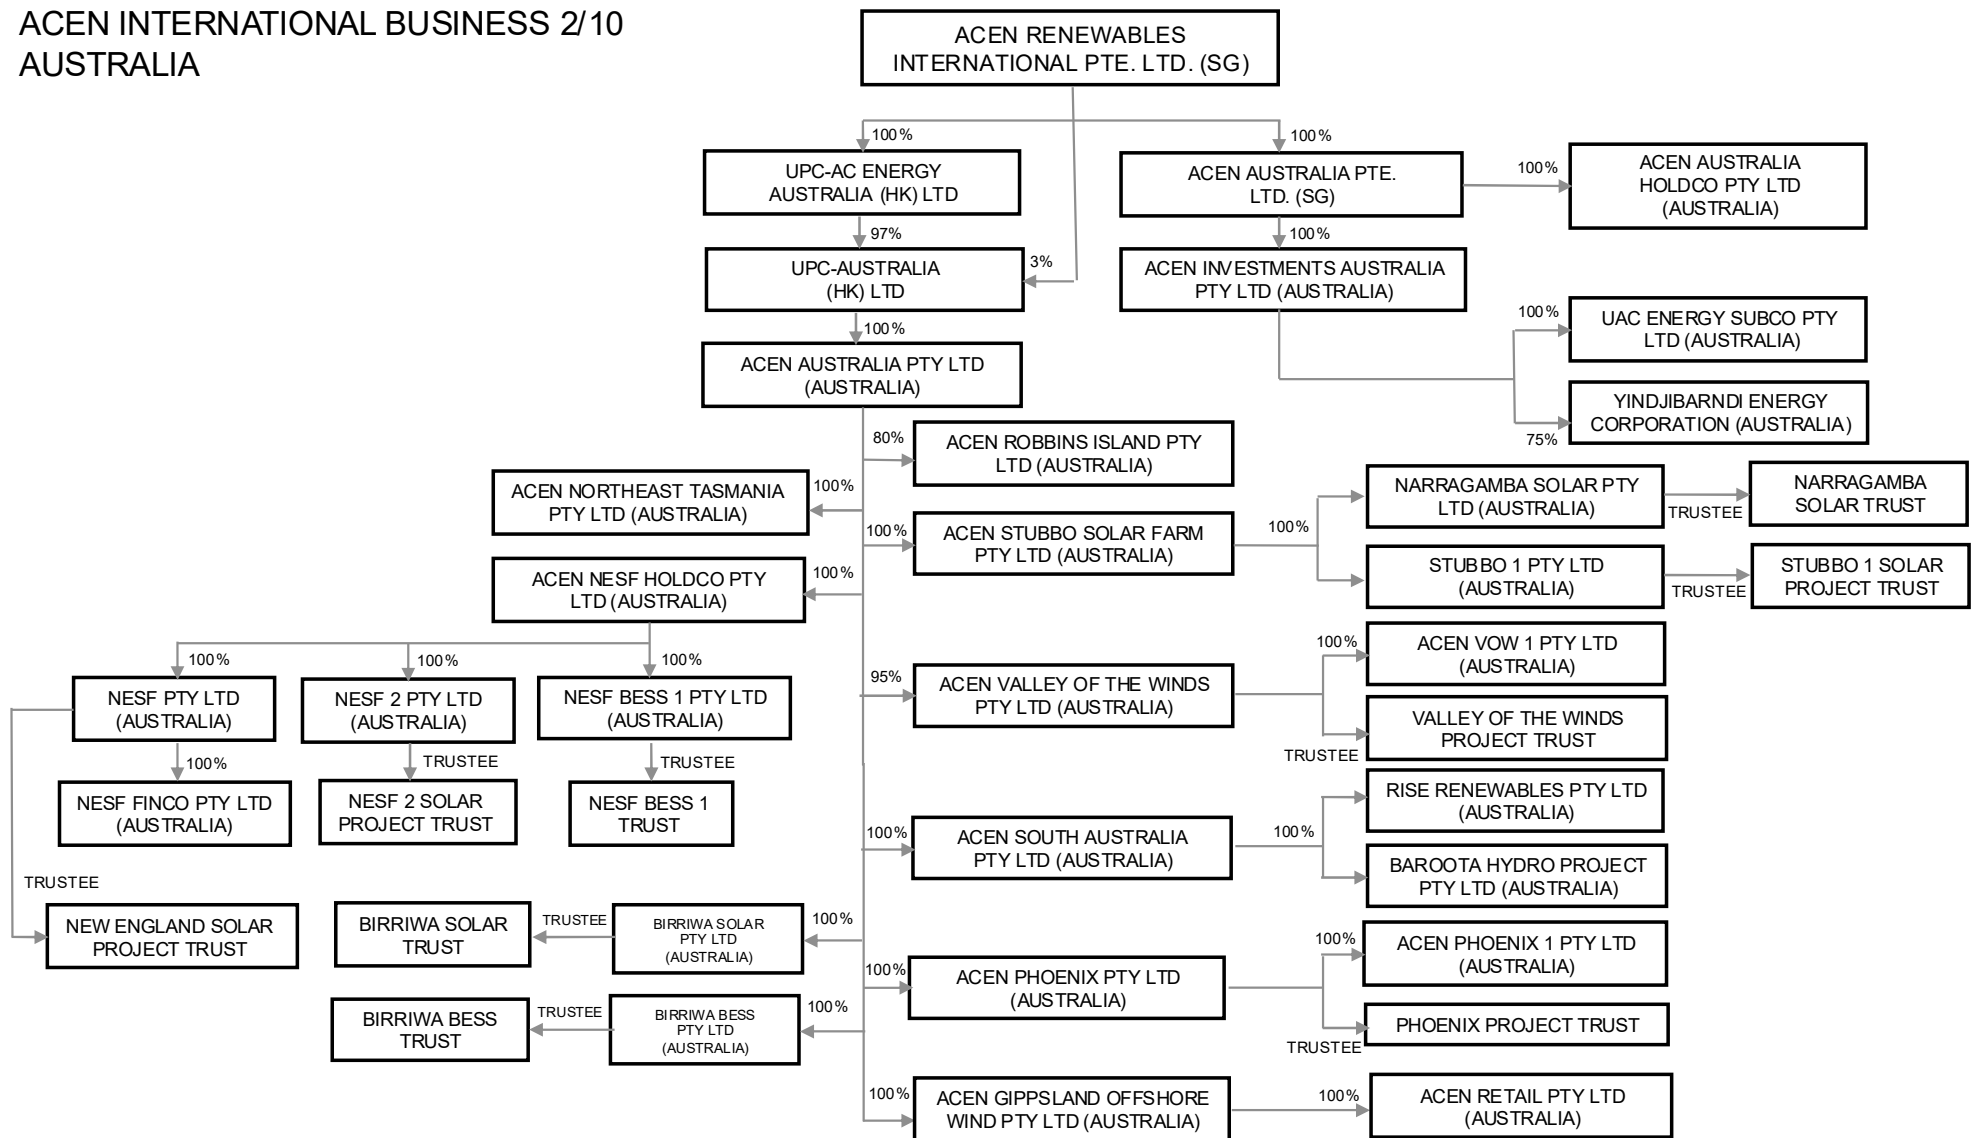 ACEN INTERNATIONAL BUSINESS 2/10
AUSTRALIA
ACEN RENEWABLES
INTERNATIONAL PTE. LTD. (SG)
100%
100%
UPC-AC ENERGY
AUSTRALIA (HK) LTD
ACEN AUSTRALIA PTE.
LTD. (SG)
100%
ACEN AUSTRALIA
HOLDCO PTY LTD
(AUSTRALIA)
97%
100%
UPC-AUSTRALIA
(HK) LTD
3%
ACEN INVESTMENTS AUSTRALIA
PTY LTD (AUSTRALIA)
100%
UAC ENERGY SUBCO PTY
LTD (AUSTRALIA)
100%
ACEN AUSTRALIA PTY LTD
(AUSTRALIA)
YINDJIBARNDI ENERGY
CORPORATION (AUSTRALIA)
75%
80%
ACEN ROBBINS ISLAND PTY
LTD (AUSTRALIA)
ACEN NORTHEAST TASMANIA
PTY LTD (AUSTRALIA)
100%
NARRAGAMBA SOLAR PTY
LTD (AUSTRALIA)
TRUSTEE
NARRAGAMBA
SOLAR TRUST
100%
ACEN STUBBO SOLAR FARM
PTY LTD (AUSTRALIA)
100%
STUBBO 1 PTY LTD
(AUSTRALIA)
TRUSTEE
STUBBO 1 SOLAR
PROJECT TRUST
ACEN NESF HOLDCO PTY
LTD (AUSTRALIA)
100%
100%
100%
100%
NESF PTY LTD
(AUSTRALIA)
NESF 2 PTY LTD
(AUSTRALIA)
NESF BESS 1 PTY LTD
(AUSTRALIA)
95%
ACEN VALLEY OF THE WINDS
PTY LTD (AUSTRALIA)
100%
ACEN VOW 1 PTY LTD
(AUSTRALIA)
VALLEY OF THE WINDS
PROJECT TRUST
TRUSTEE
100%
TRUSTEE
TRUSTEE
NESF FINCO PTY LTD
(AUSTRALIA)
NESF 2 SOLAR
PROJECT TRUST
NESF BESS 1
TRUST
100%
ACEN SOUTH AUSTRALIA
PTY LTD (AUSTRALIA)
100%
RISE RENEWABLES PTY LTD
(AUSTRALIA)
BAROOTA HYDRO PROJECT
PTY LTD (AUSTRALIA)
TRUSTEE
NEW ENGLAND SOLAR
PROJECT TRUST
BIRRIWA SOLAR
TRUST
TRUSTEE
BIRRIWA SOLAR
PTY LTD
(AUSTRALIA)
100%
100%
ACEN PHOENIX PTY LTD
(AUSTRALIA)
100%
ACEN PHOENIX 1 PTY LTD
(AUSTRALIA)
PHOENIX PROJECT TRUST
TRUSTEE
BIRRIWA BESS
TRUST
TRUSTEE
BIRRIWA BESS
PTY LTD
(AUSTRALIA)
100%
100%
ACEN GIPPSLAND OFFSHORE
WIND PTY LTD (AUSTRALIA)
100%
ACEN RETAIL PTY LTD
(AUSTRALIA)